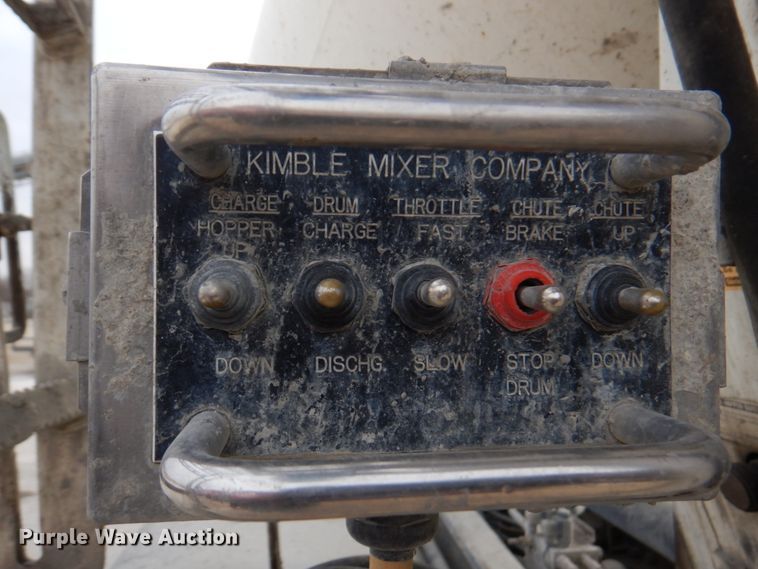 KIMBLE MIXER COMPANY
CHARGE DRUM THROTTLE CHUTE CHUTE
HOPPER CHARGE FAST BRAKE UP
UP
DOWN DISCHG. SLOW STOP DOWN
DRUM
Purple Wave Auction